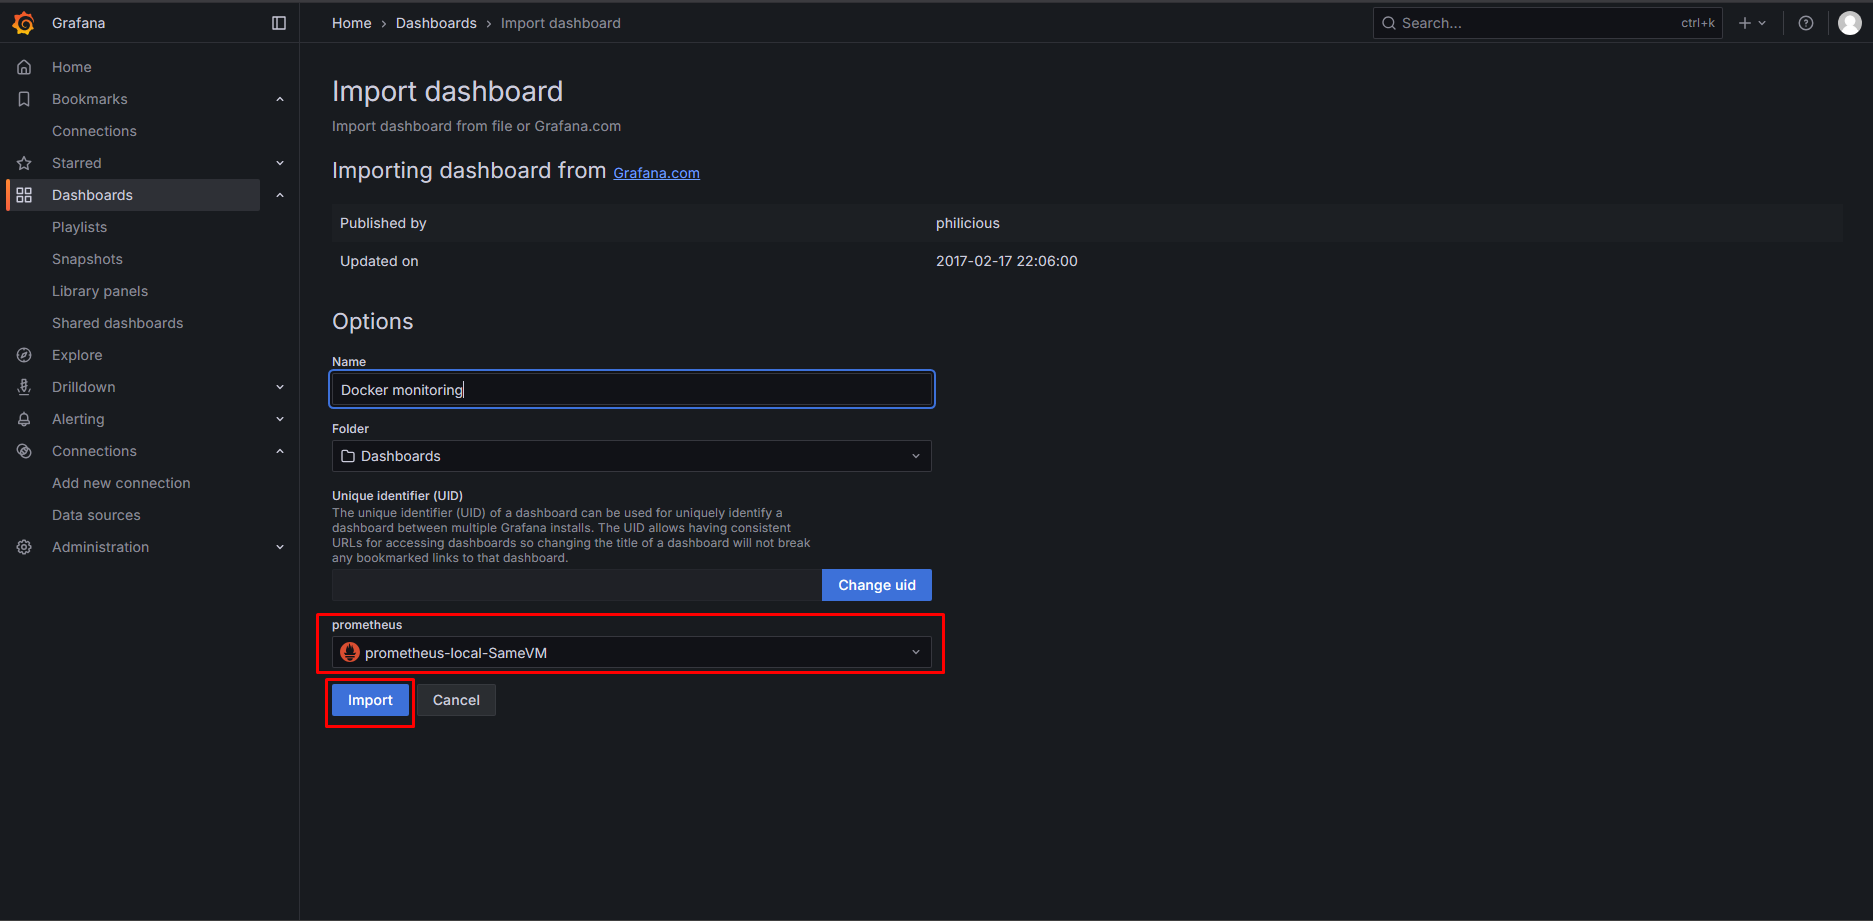 Grafana
Home › Dashboards › Import dashboard
Search...
ctrl+k
Home
Bookmarks
Connections
Starred
Dashboards
Playlists
Snapshots
Library panels
Shared dashboards
Explore
Drilldown
Alerting
Connections
Add new connection
Data sources
Administration
Import dashboard
Import dashboard from file or Grafana.com
Importing dashboard from Grafana.com
Published by philicious
Updated on 2017-02-17 22:06:00
Options
Name
Docker monitoring
Folder
Dashboards
Unique identifier (UID)
The unique identifier (UID) of a dashboard can be used for uniquely identify a
dashboard between multiple Grafana installs. The UID allows having consistent
URLs for accessing dashboards so changing the title of a dashboard will not break
any bookmarked links to that dashboard.
Change uid
prometheus
prometheus-local-SameVM
Import Cancel